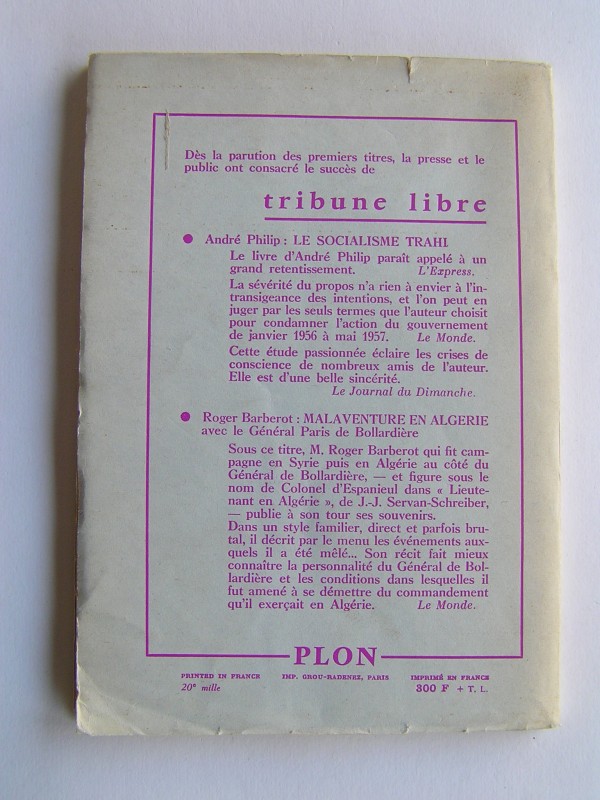 Dès la parution des premiers titres, la presse et le
public ont consacré le succès de
tribune libre
● André Philip : LE SOCIALISME TRAHI
Le livre d'André Philip paraît appelé à un
grand retentissement. L'Express.
La sévérité du propos n'a rien à envier à l'in-
transigeance des intentions, et l'on peut en
juger par les seuls termes que l'auteur choisit
pour condamner l'action du gouvernement
de janvier 1956 à mai 1957. Le Monde.
Cette étude passionnée éclaire les crises de
conscience de nombreux amis de l'auteur.
Elle est d'une belle sincérité.
Le Journal du Dimanche.
● Roger Barberot : MALAVENTURE EN ALGERIE
avec le Général Paris de Bollardière
Sous ce titre, M. Roger Barberot qui fit cam-
pagne en Syrie puis en Algérie au côté du
Général de Bollardière, — et figure sous le
nom de Colonel d'Espanieul dans « Lieute-
nant en Algérie », de J.-J. Servan-Schreiber,
— publie à son tour ses souvenirs.
Dans un style familier, direct et parfois bru-
tal, il décrit par le menu les événements aux-
quels il a été mêlé... Son récit fait mieux
connaître la personnalité du Général de Bol-
lardière et les conditions dans lesquelles il
fut amené à se démettre du commandement
qu'il exerçait en Algérie. Le Monde.
PLON
PRINTED IN FRANCE IMP. GROU-RADENEZ, PARIS IMPRIMÉ EN FRANCE
20e mille 300 F + T. L.